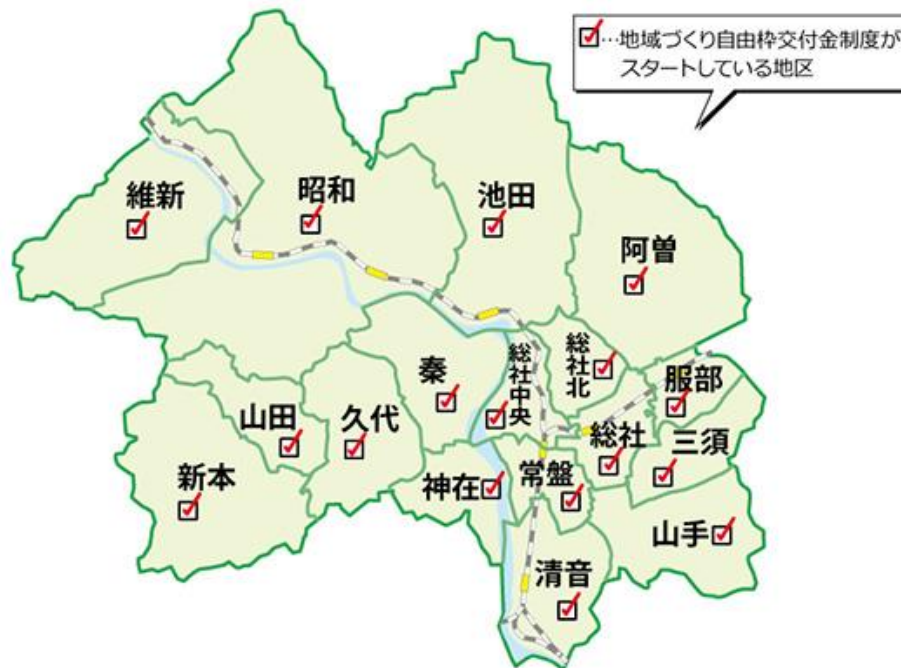 …地域づくり自由枠交付金制度が
スタートしている地区
維新
昭和
池田
阿曽
総社北
総社中央
秦
服部
山田
久代
総社
三須
新本
神在
常盤
山手
清音